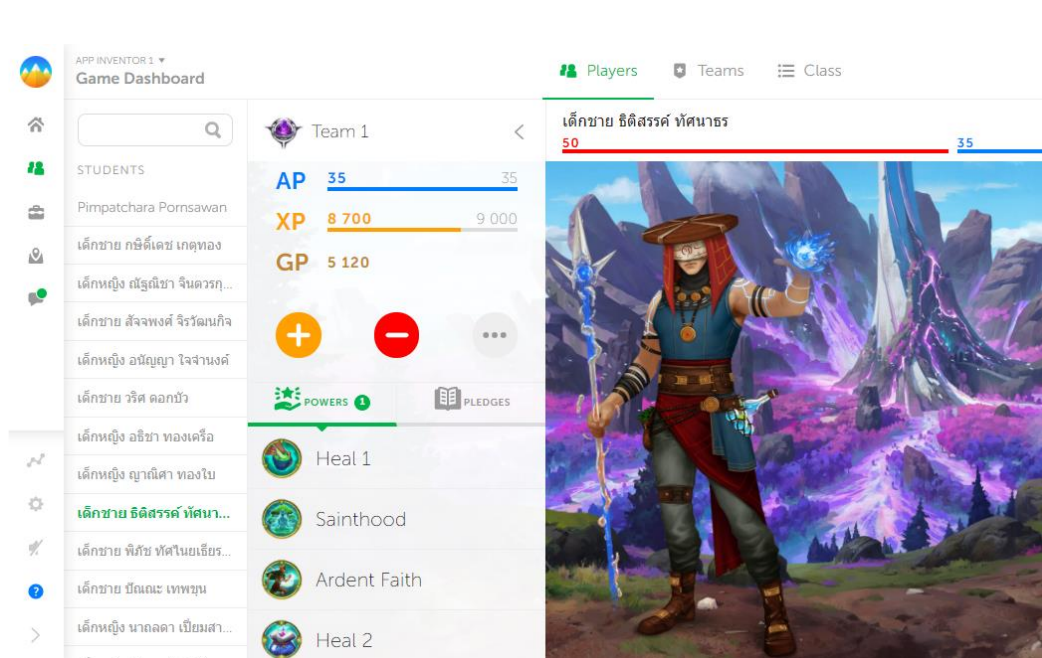 APP INVENTOR 1
Game Dashboard
Players
Teams
Class
STUDENTS
Pimpatchara Pornsawan
เด็กชาย กษิดิ์เดช เกตุทอง
เด็กหญิง ณัฐณิชา จินตวรกุ...
เด็กชาย สัจจพงศ์ จิรวัฒนกิจ
เด็กหญิง อนัญญา ใจจำนงค์
เด็กชาย วริศ ดอกบัว
เด็กหญิง อธิชา ทองเครือ
เด็กหญิง ญาณิศา ทองใบ
เด็กชาย ธิติสรรค์ ทัศนา...
เด็กชาย พิภัช ทัศไนยเธียร...
เด็กชาย ปัณณะ เทพขุน
เด็กหญิง นาถลดา เปี่ยมสา...
Team 1
AP 35 35
XP 8 700 9 000
GP 5 120
POWERS 1
PLEDGES
Heal 1
Sainthood
Ardent Faith
Heal 2
เด็กชาย ธิติสรรค์ ทัศนาธร
50 35